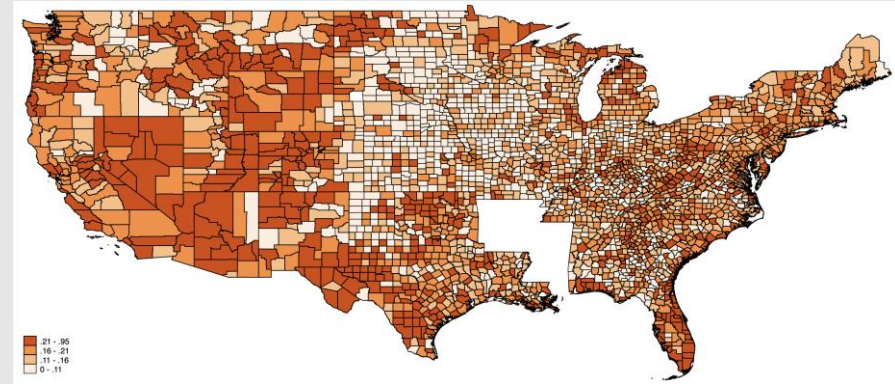 .21 - .95
.16 - .21
.11 - .16
0 - .11